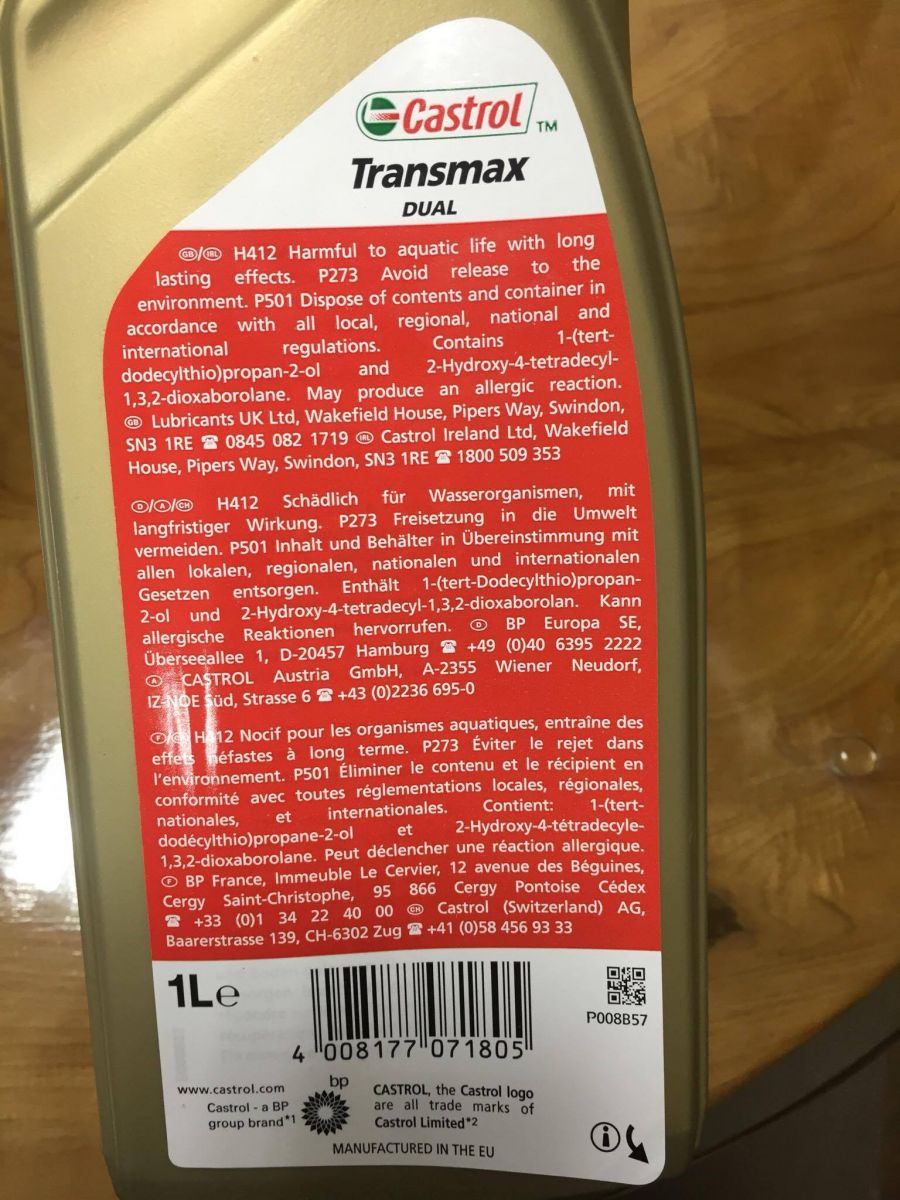 Castrol TM
Transmax
DUAL
GB/IRL H412 Harmful to aquatic life with long
lasting effects. P273 Avoid release to the
environment. P501 Dispose of contents and container in
accordance with all local, regional, national and
international regulations. Contains 1-(tert-
dodecylthio)propan-2-ol and 2-Hydroxy-4-tetradecyl-
1,3,2-dioxaborolane. May produce an allergic reaction.
GB Lubricants UK Ltd, Wakefield House, Pipers Way, Swindon,
SN3 1RE ☎ 0845 082 1719 IRL Castrol Ireland Ltd, Wakefield
House, Pipers Way, Swindon, SN3 1RE ☎ 1800 509 353
D/A/CH H412 Schädlich für Wasserorganismen, mit
langfristiger Wirkung. P273 Freisetzung in die Umwelt
vermeiden. P501 Inhalt und Behälter in Übereinstimmung mit
allen lokalen, regionalen, nationalen und internationalen
Gesetzen entsorgen. Enthält 1-(tert-Dodecylthio)propan-
2-ol und 2-Hydroxy-4-tetradecyl-1,3,2-dioxaborolan. Kann
allergische Reaktionen hervorrufen. D BP Europa SE,
Überseeallee 1, D-20457 Hamburg ☎ +49 (0)40 6395 2222
A CASTROL Austria GmbH, A-2355 Wiener Neudorf,
IZ-NOE Süd, Strasse 6 ☎ +43 (0)2236 695-0
F/CH H412 Nocif pour les organismes aquatiques, entraîne des
effets néfastes à long terme. P273 Éviter le rejet dans
l'environnement. P501 Éliminer le contenu et le récipient en
conformité avec toutes réglementations locales, régionales,
nationales, et internationales. Contient: 1-(tert-
dodécylthio)propane-2-ol et 2-Hydroxy-4-tétradecyle-
1,3,2-dioxaborolane. Peut déclencher une réaction allergique.
F BP France, Immeuble Le Cervier, 12 avenue des Béguines,
Cergy Saint-Christophe, 95 866 Cergy Pontoise Cédex
☎ +33 (0)1 34 22 40 00 CH Castrol (Switzerland) AG,
Baarerstrasse 139, CH-6302 Zug ☎ +41 (0)58 456 93 33
1L e
4 008177 071805
P008B57
www.castrol.com
Castrol - a BP
group brand*1
bp
CASTROL, the Castrol logo
are all trade marks of
Castrol Limited*2
MANUFACTURED IN THE EU